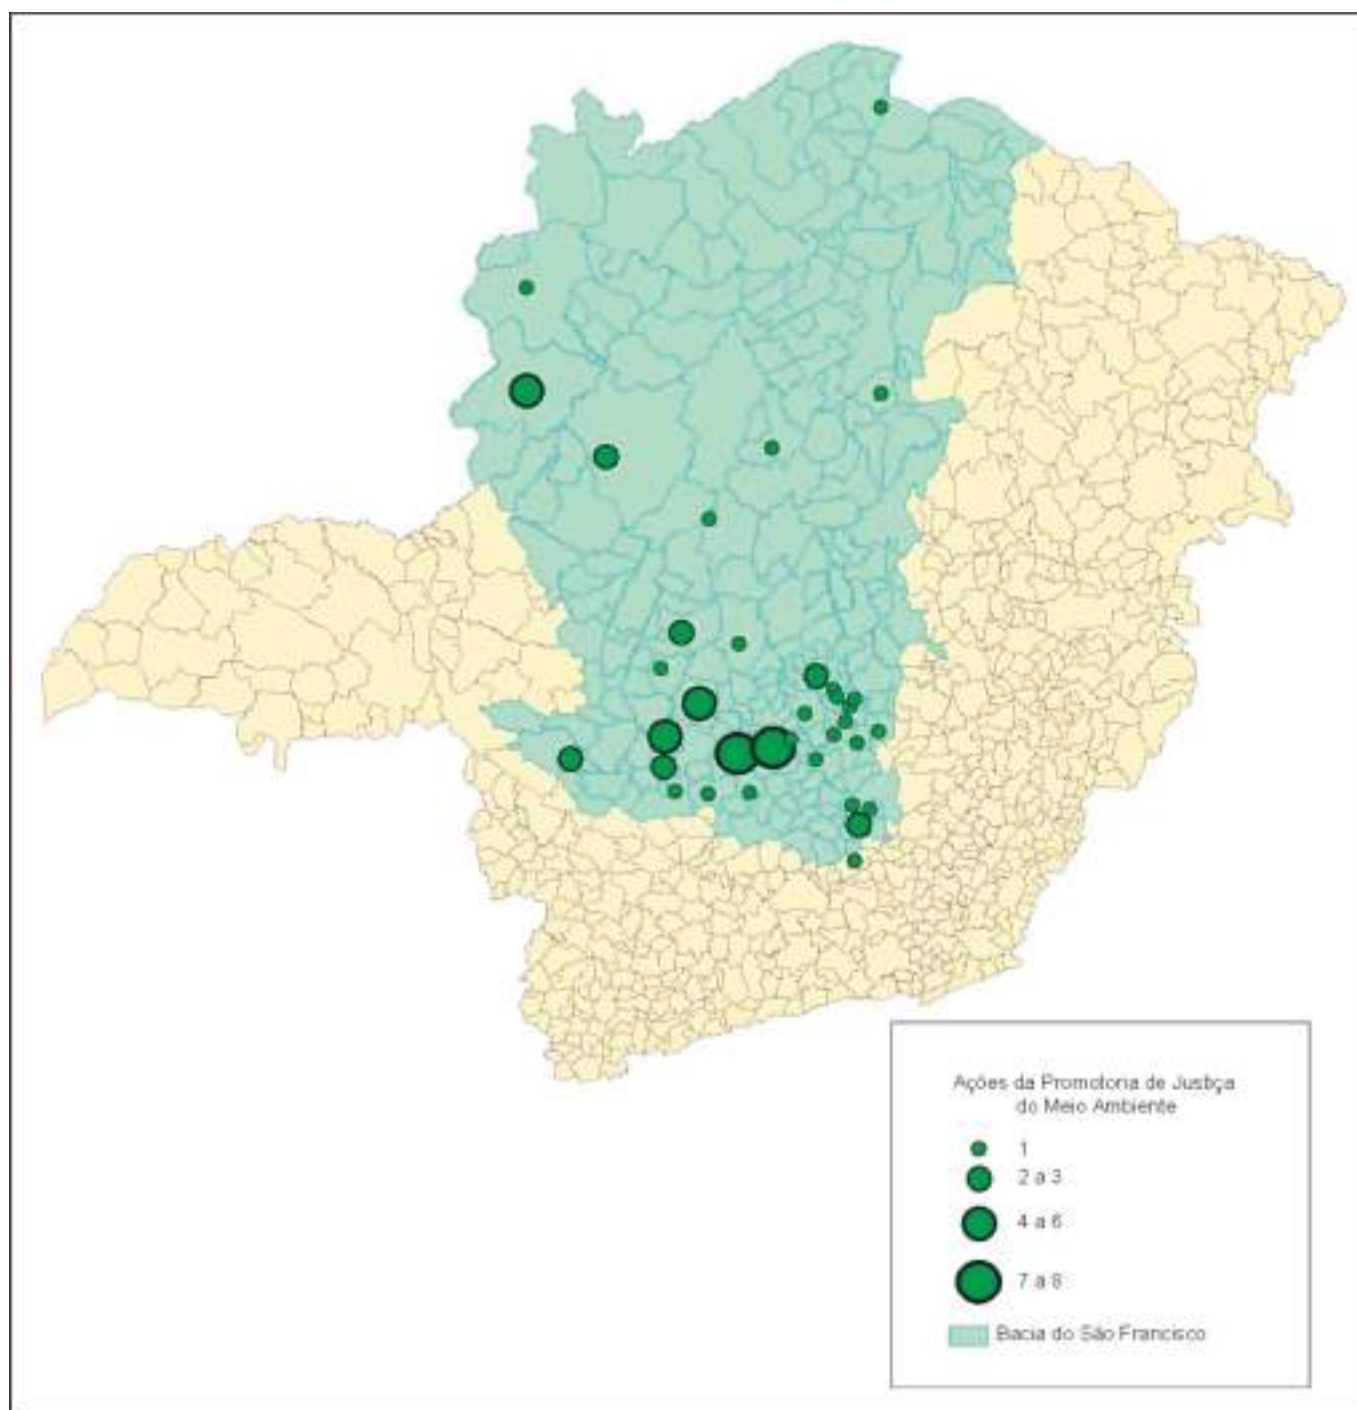 Ações da Promotoria de Justiça
do Meio Ambiente
1
2 a 3
4 a 6
7 a 8
Bacia do São Francisco